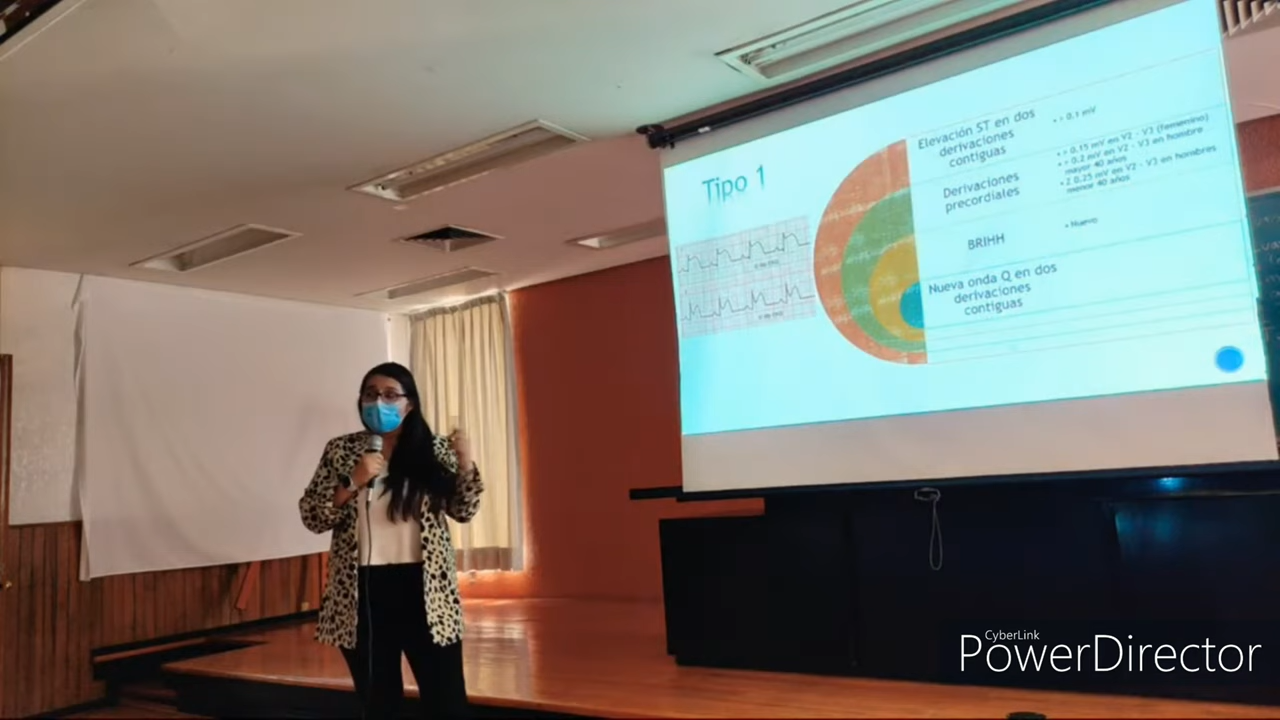 Tipo 1
Elevación ST en dos
derivaciones
contiguas
• > 0,1 mV
Derivaciones
precordiales
• > 0,15 mV en V2 - V3 (femenino)
• > 0,2 mV en V2 - V3 en hombre
mayor 40 años
• ≥ 0,25 mV en V2 - V3 en hombres
menor 40 años
BRIHH
• Nuevo
Nueva onda Q en dos
derivaciones
contiguas
CyberLink
PowerDirector